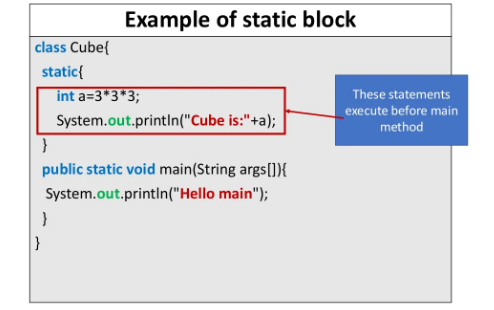 Example of static block
class Cube{
static{
int a=3*3*3;
System.out.println("Cube is:"+a);
}
public static void main(String args[]){
System.out.println("Hello main");
}
}
These statements
execute before main
method